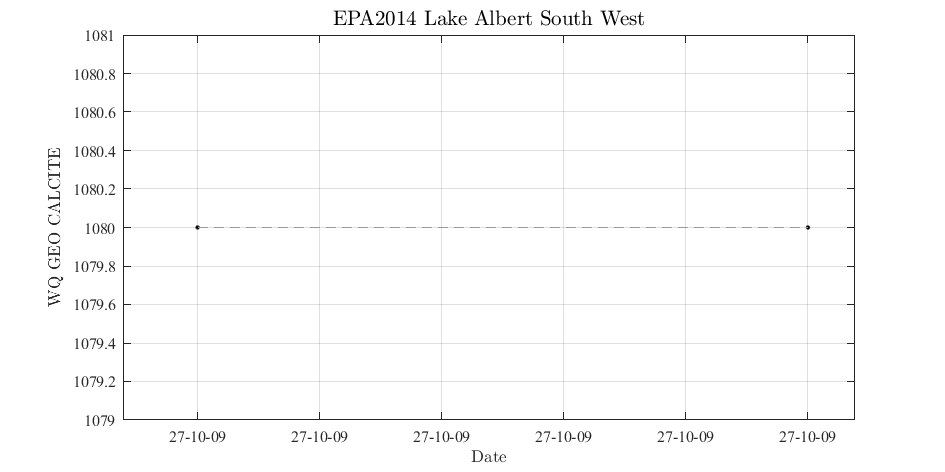 EPA2014 Lake Albert South West
1081
1080.8
1080.6
1080.4
1080.2
1080
1079.8
1079.6
1079.4
1079.2
1079
WQ GEO CALCITE
27-10-09 27-10-09 27-10-09 27-10-09 27-10-09 27-10-09
Date